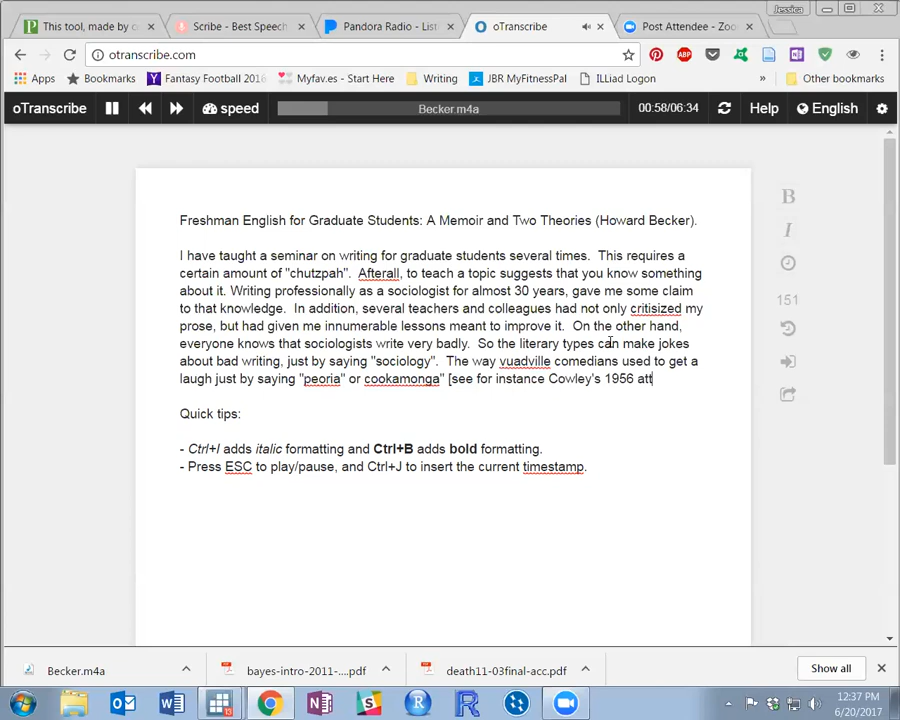 Jessica
This tool, made by c
Scribe - Best Speech
Pandora Radio - List
oTranscribe
Post Attendee - Zoo
otranscribe.com
Apps
Bookmarks
Yahoo! Fantasy Football 2016
Myfav.es - Start Here
Writing
JBR MyFitnessPal
ILLiad Logon
»
Other bookmarks
oTranscribe
speed
Becker.m4a
00:58/06:34
Help
English
Freshman English for Graduate Students: A Memoir and Two Theories (Howard Becker).
I have taught a seminar on writing for graduate students several times. This requires a
certain amount of "chutzpah". Afterall, to teach a topic suggests that you know something
about it. Writing professionally as a sociologist for almost 30 years, gave me some claim
to that knowledge. In addition, several teachers and colleagues had not only critisized my
prose, but had given me innumerable lessons meant to improve it. On the other hand,
everyone knows that sociologists write very badly. So the literary types can make jokes
about bad writing, just by saying "sociology". The way vuadville comedians used to get a
laugh just by saying "peoria" or cookamonga" [see for instance Cowley's 1956 att
Quick tips:
- Ctrl+I adds italic formatting and Ctrl+B adds bold formatting.
- Press ESC to play/pause, and Ctrl+J to insert the current timestamp.
B
I
151
Becker.m4a
bayes-intro-2011-....pdf
death11-03final-acc.pdf
Show all
12:37 PM
6/20/2017